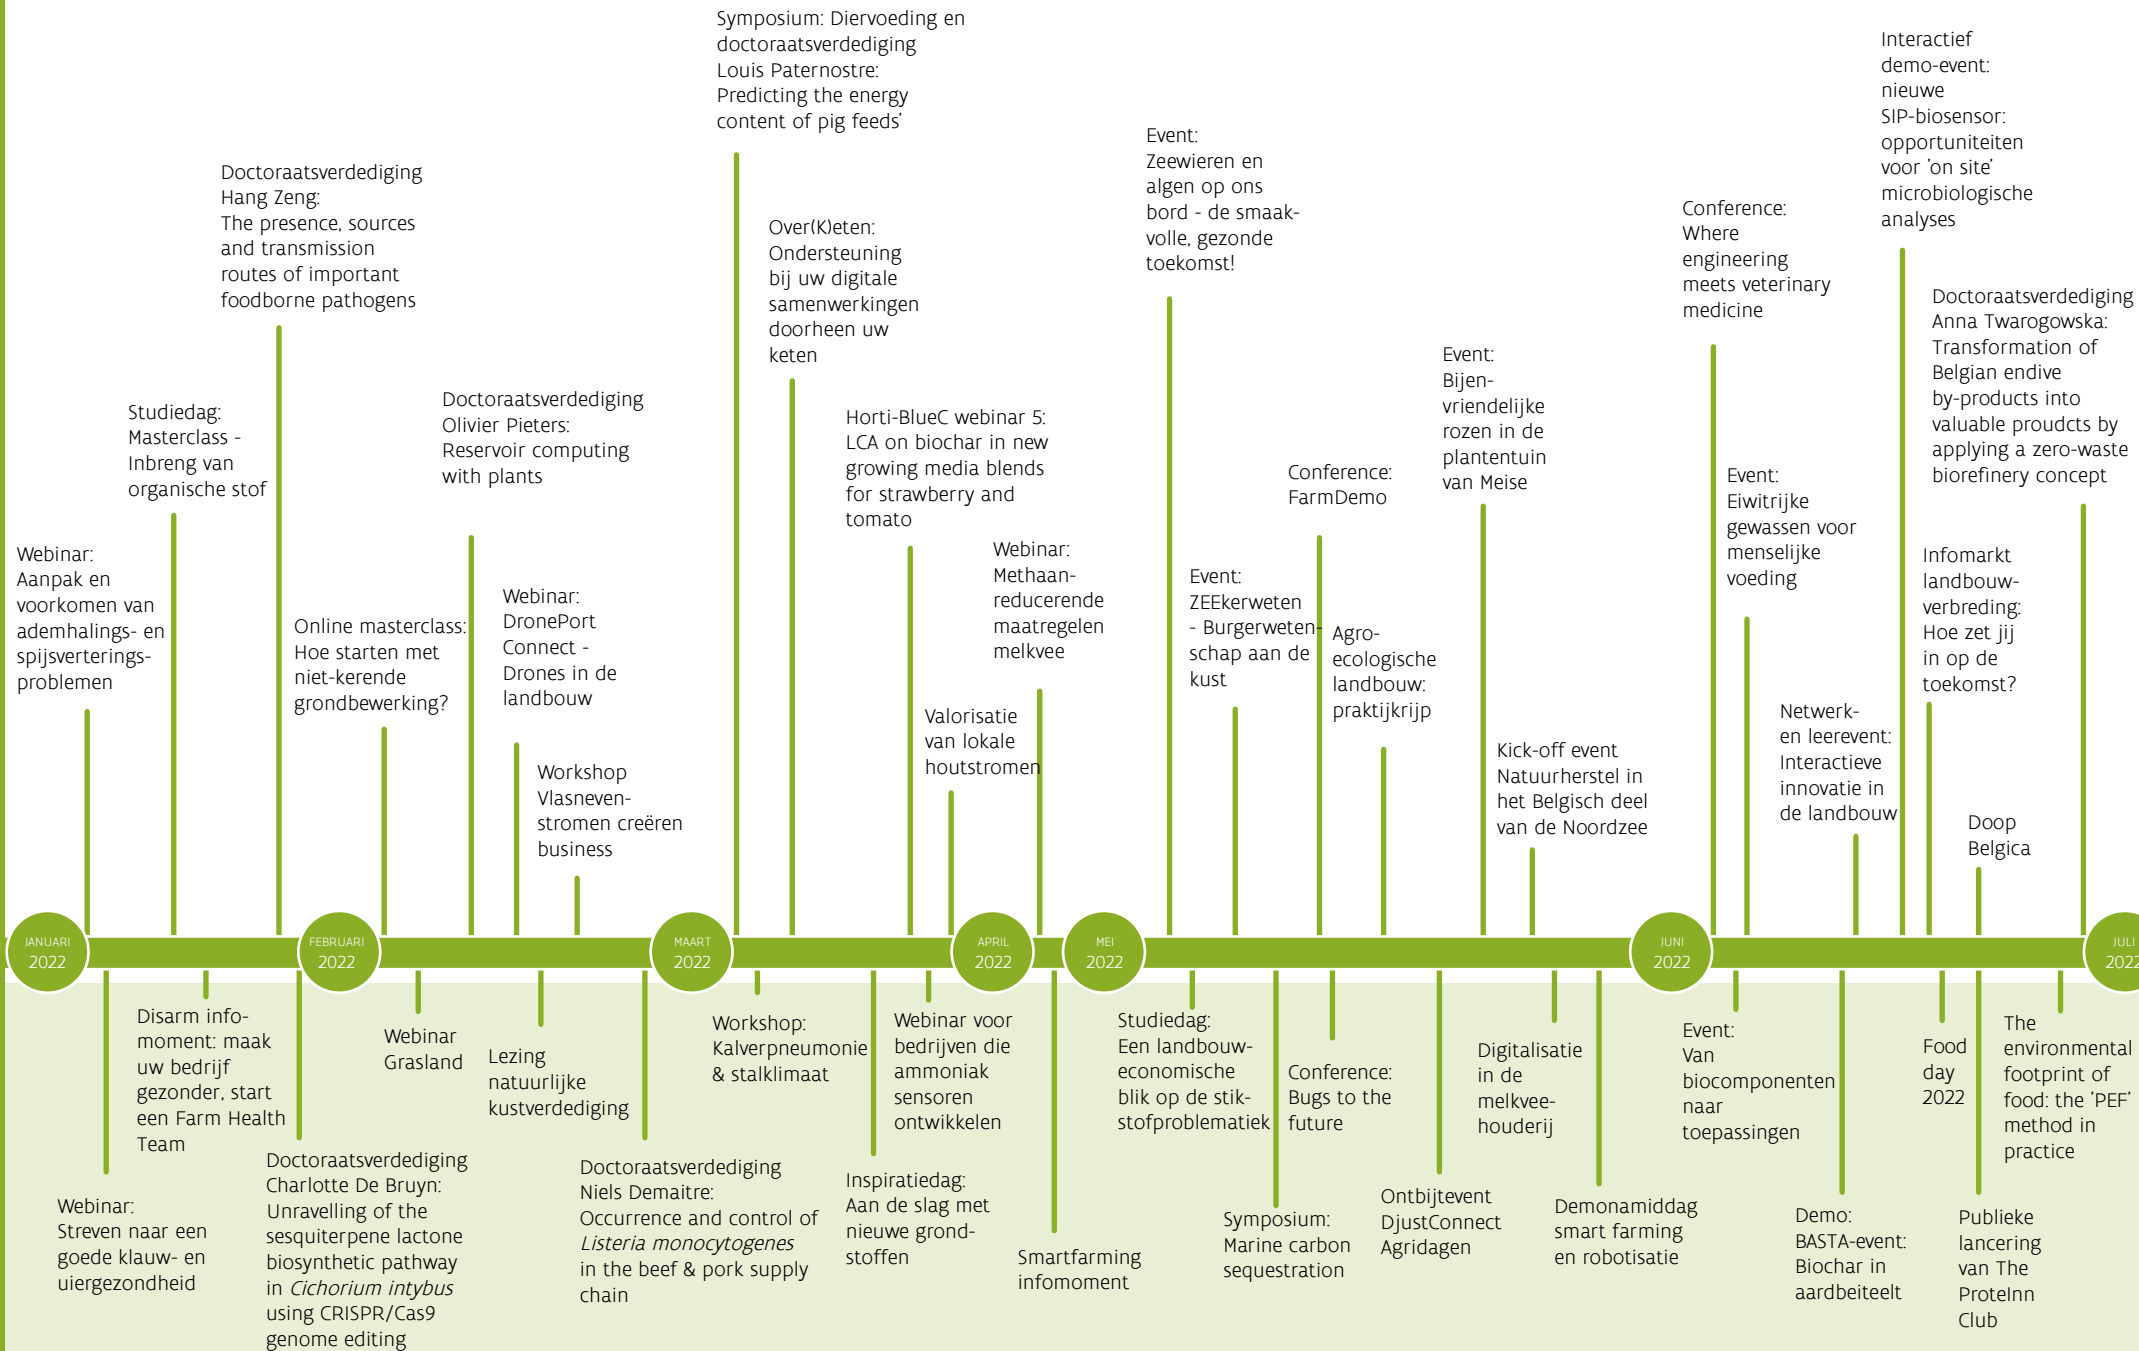 Symposium: Diervoeding en
doctoraatsverdediging
Louis Paternostre:
Predicting the energy
content of pig feeds’
Interactief
demo-event:
nieuwe
SIP-biosensor:
opportuniteiten
voor ’on site’
microbiologische
analyses
Event:
Zeewieren en
algen op ons
bord - de smaak-
volle, gezonde
toekomst!
Doctoraatsverdediging
Hang Zeng:
The presence, sources
and transmission
routes of important
foodborne pathogens
Over(K)eten:
Ondersteuning
bij uw digitale
samenwerkingen
doorheen uw
keten
Conference:
Where
engineering
meets veterinary
medicine
Doctoraatsverdediging
Anna Twarogowska:
Transformation of
Belgian endive
by-products into
valuable proudcts by
applying a zero-waste
biorefinery concept
Event:
Bijen-
vriendelijke
rozen in de
plantentuin
van Meise
Studiedag:
Masterclass -
Inbreng van
organische stof
Doctoraatsverdediging
Olivier Pieters:
Reservoir computing
with plants
Horti-BlueC webinar 5:
LCA on biochar in new
growing media blends
for strawberry and
tomato
Conference:
FarmDemo
Event:
Eiwitrijke
gewassen voor
menselijke
voeding
Webinar:
Aanpak en
voorkomen van
ademhalings- en
spijsverterings-
problemen
Online masterclass:
Hoe starten met
niet-kerende
grondbewerking?
Webinar:
DronePort
Connect -
Drones in de
landbouw
Webinar:
Methaan-
reducerende
maatregelen
melkvee
Event:
ZEEkerweten
- Burgerweten-
schap aan de
kust
Agro-
ecologische
landbouw:
praktijkrijp
Infomarkt
landbouw-
verbreding:
Hoe zet jij
in op de
toekomst?
Workshop
Vlasneven-
stromen creëren
business
Valorisatie
van lokale
houtstromen
Kick-off event
Natuurherstel in
het Belgisch deel
van de Noordzee
Netwerk-
en leerevent:
Interactieve
innovatie in
de landbouw
Doop
Belgica
JANUARI
2022
FEBRUARI
2022
MAART
2022
APRIL
2022
MEI
2022
JUNI
2022
JULI
2022
Disarm info-
moment: maak
uw bedrijf
gezonder, start
een Farm Health
Team
Webinar
Grasland
Lezing
natuurlijke
kustverdediging
Workshop:
Kalverpneumonie
& stalklimaat
Webinar voor
bedrijven die
ammoniak
sensoren
ontwikkelen
Studiedag:
Een landbouw-
economische
blik op de stik-
stofproblematiek
Conference:
Bugs to the
future
Digitalisatie
in de
melkvee-
houderij
Event:
Van
biocomponenten
naar
toepassingen
Food
day
2022
The
environmental
footprint of
food: the ’PEF’
method in
practice
Webinar:
Streven naar een
goede klauw- en
uiergezondheid
Doctoraatsverdediging
Charlotte De Bruyn:
Unravelling of the
sesquiterpene lactone
biosynthetic pathway
in Cichorium intybus
using CRISPR/Cas9
genome editing
Doctoraatsverdediging
Niels Demaitre:
Occurrence and control of
Listeria monocytogenes
in the beef & pork supply
chain
Inspiratiedag:
Aan de slag met
nieuwe grond-
stoffen
Smartfarming
infomoment
Symposium:
Marine carbon
sequestration
Ontbijtevent
DjustConnect
Agridagen
Demonamiddag
smart farming
en robotisatie
Demo:
BASTA-event:
Biochar in
aardbeiteelt
Publieke
lancering
van The
ProteInn
Club